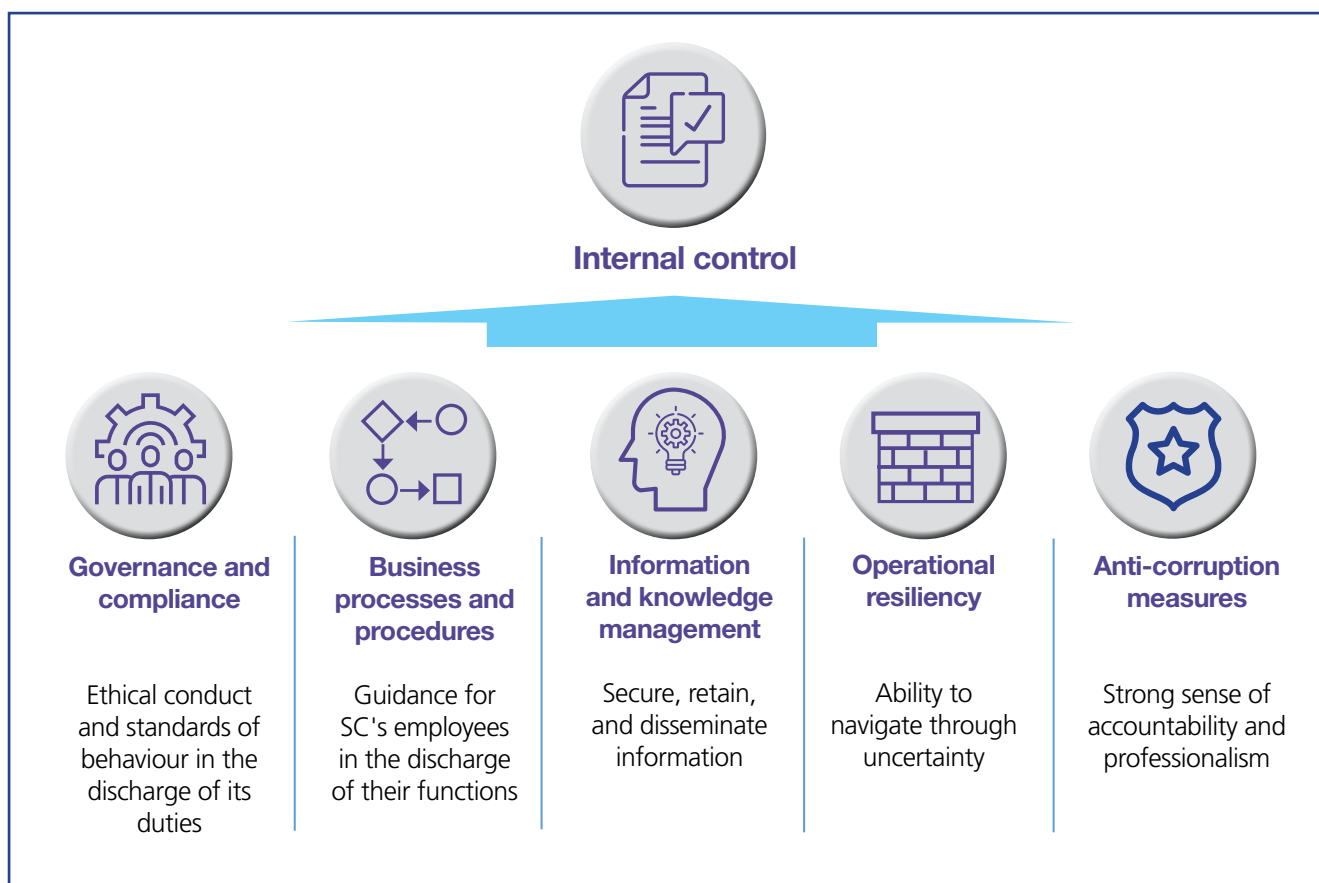 Internal control
Governance and
compliance
Ethical conduct
and standards of
behaviour in the
discharge of its
duties
Business
processes and
procedures
Guidance for
SC's employees
in the discharge
of their functions
Information
and knowledge
management
Secure, retain,
and disseminate
information
Operational
resiliency
Ability to
navigate through
uncertainty
Anti-corruption
measures
Strong sense of
accountability and
professionalism